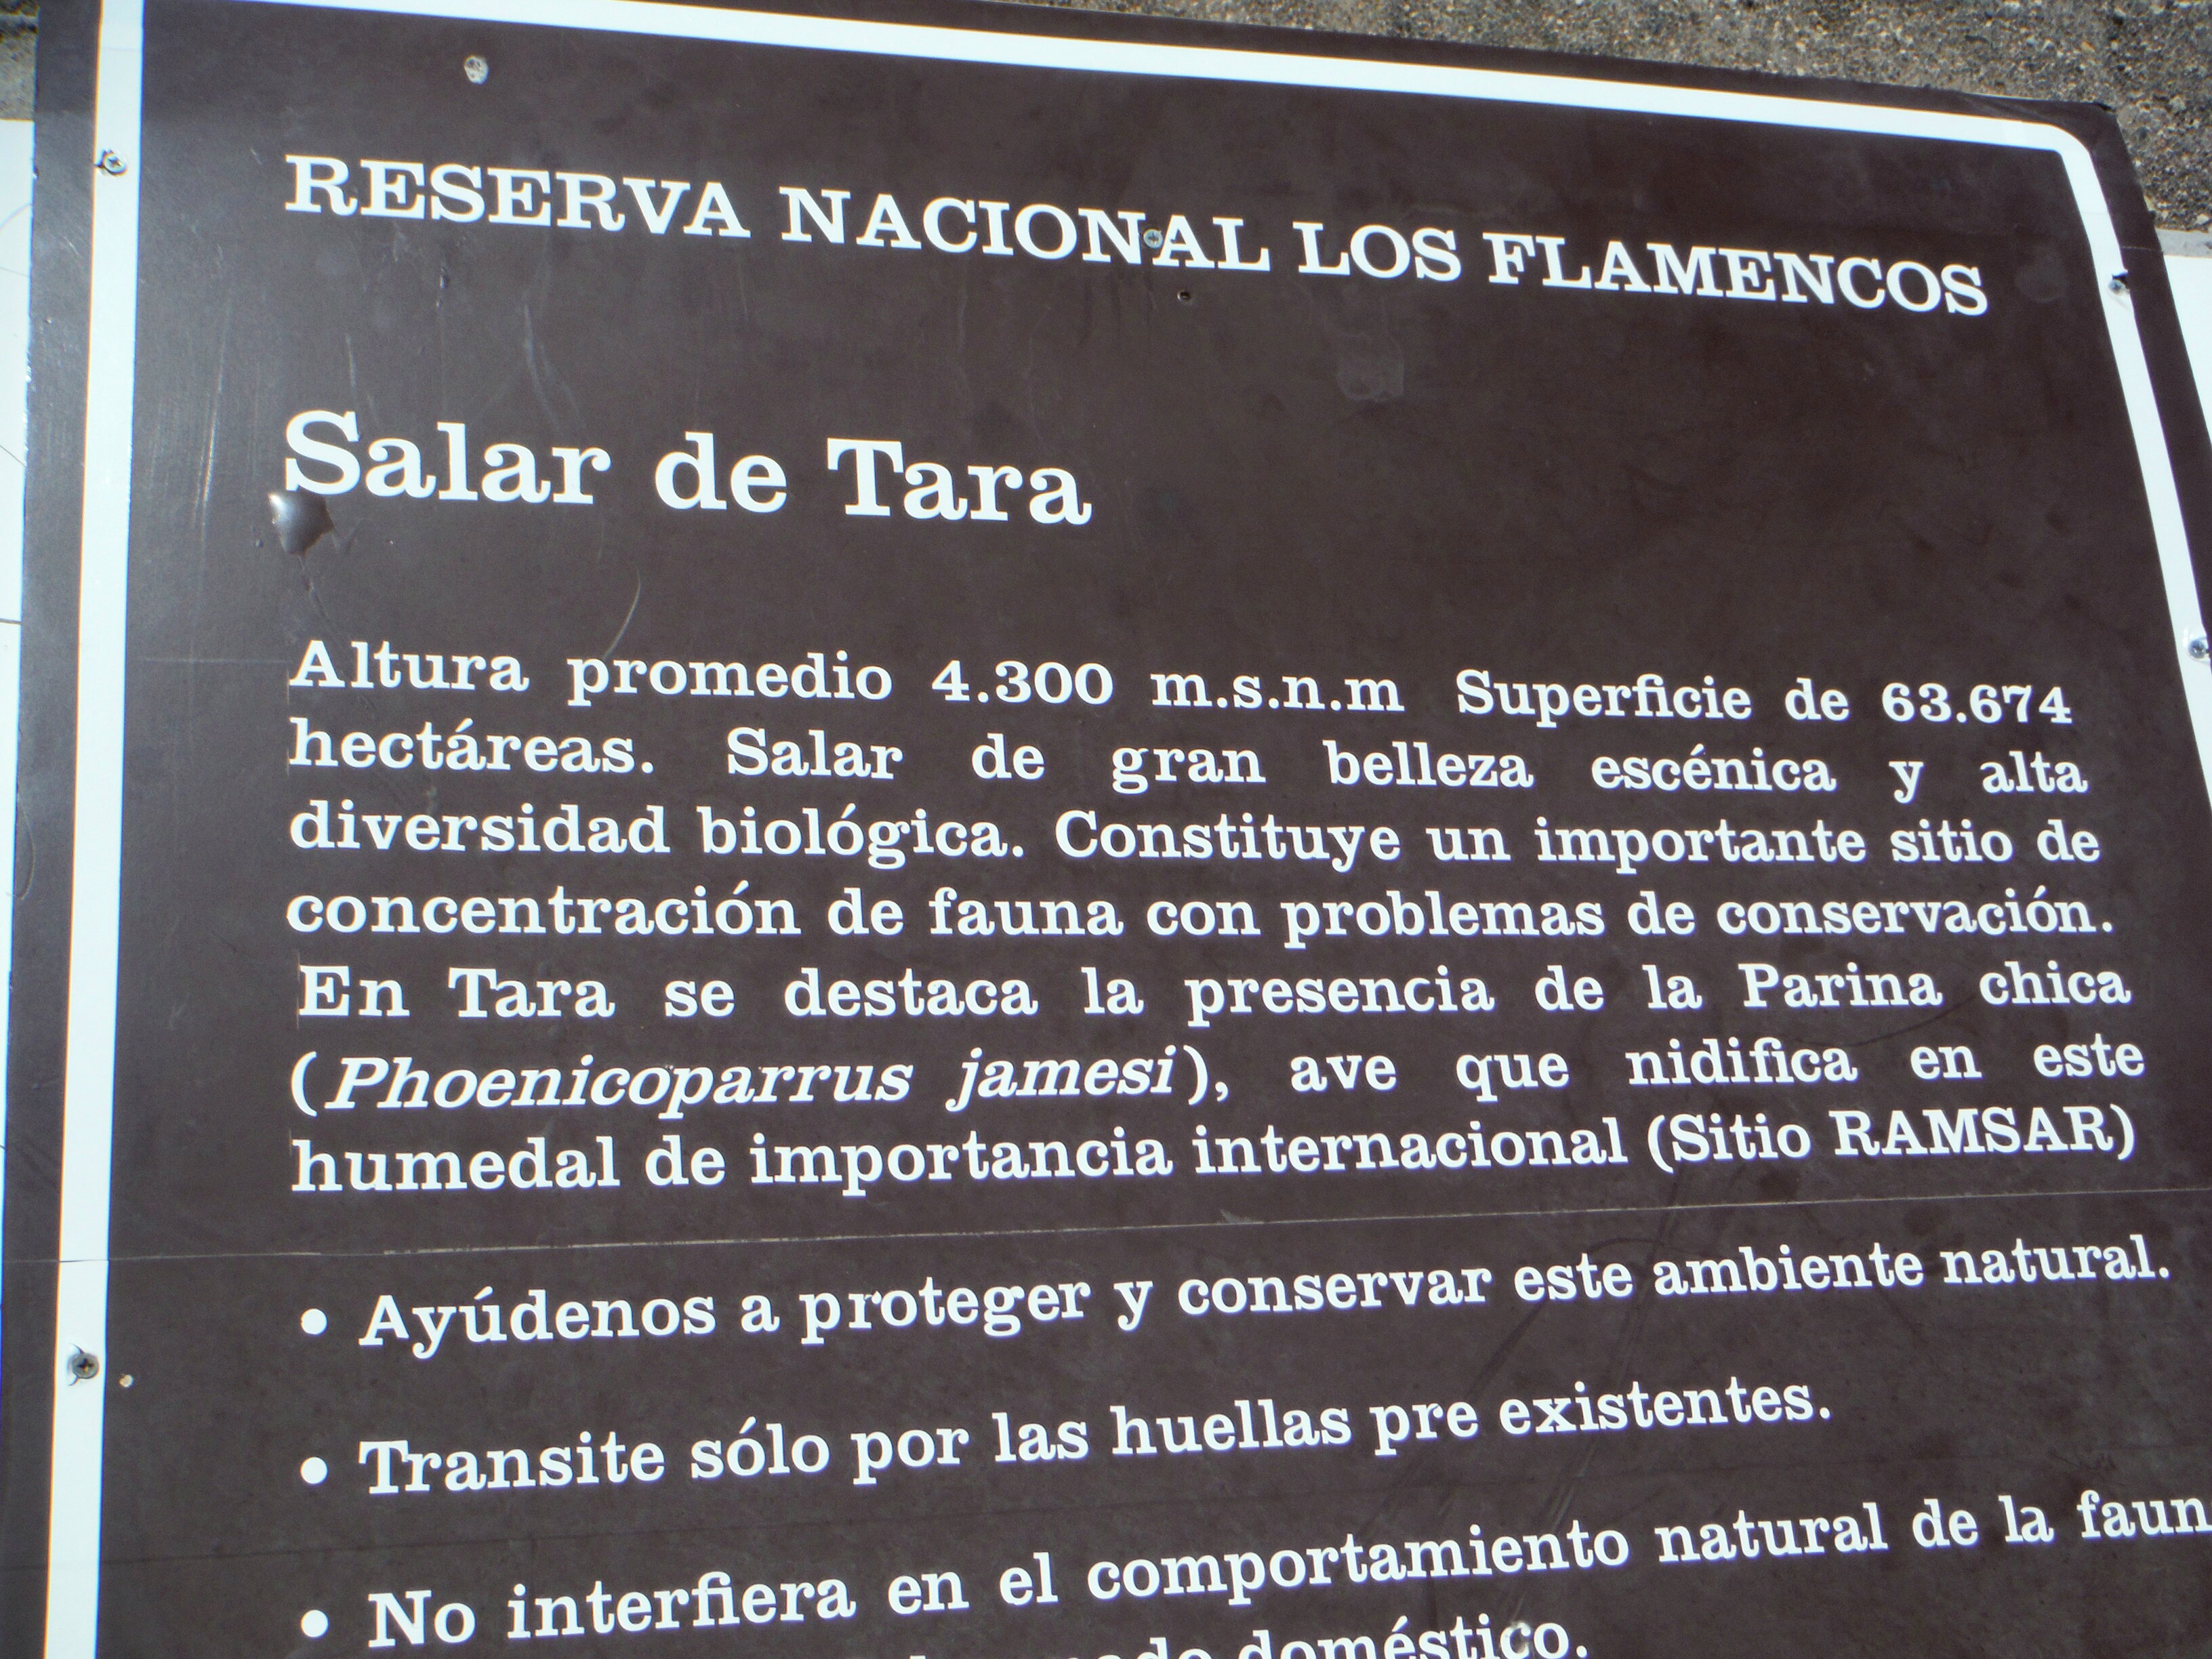 RESERVA NACIONAL LOS FLAMENCOS
Salar de Tara
Altura promedio 4.300 m.s.n.m Superficie de 63.674
hectáreas. Salar de gran belleza escénica y alta
diversidad biológica. Constituye un importante sitio de
concentración de fauna con problemas de conservación.
En Tara se destaca la presencia de la Parina chica
(Phoenicoparrus jamesi), ave que nidifica en este
humedal de importancia internacional (Sitio RAMSAR)
• Ayúdenos a proteger y conservar este ambiente natural.
• Transite sólo por las huellas pre existentes.
• No interfiera en el comportamiento natural de la faun
doméstico.